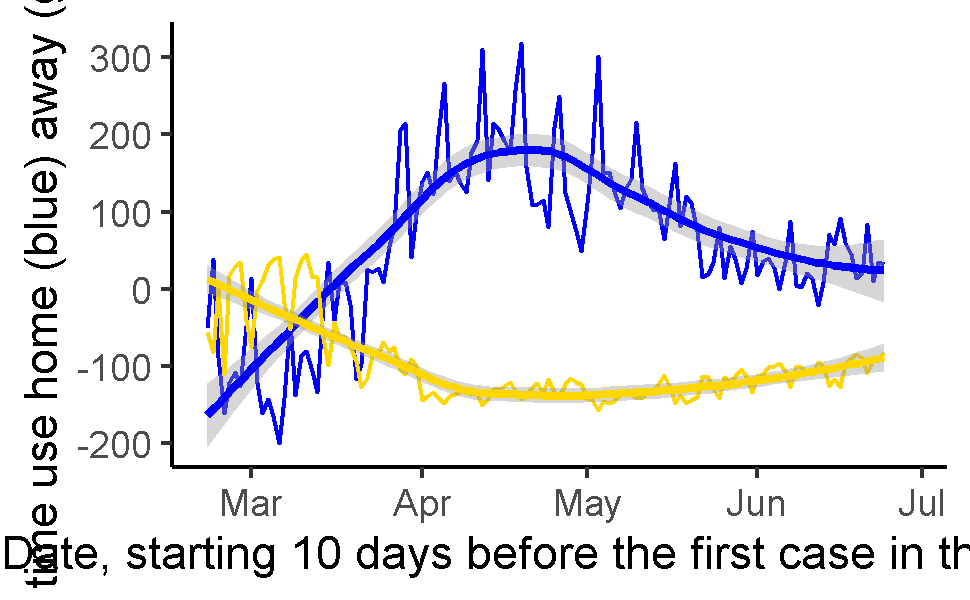 time use home (blue) away (
300
200
100
0
-100
-200
Mar Apr May Jun Jul
Date, starting 10 days before the first case in th